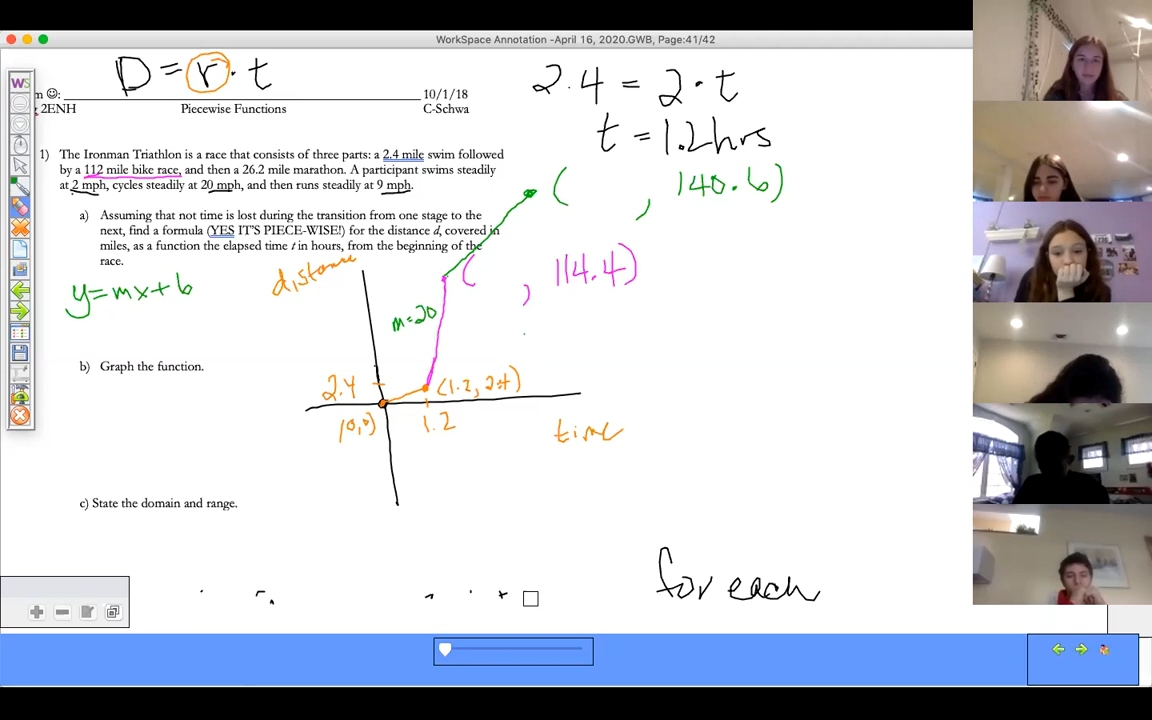 WorkSpace Annotation -April 16, 2020.GWB, Page:41/42
WS
D = r · t
2.4 = 2 · t
t = 1.2 hrs
10/1/18
2ENH
Piecewise Functions
C-Schwa
1) The Ironman Triathlon is a race that consists of three parts: a 2.4 mile swim followed
by a 112 mile bike race, and then a 26.2 mile marathon. A participant swims steadily
at 2 mph, cycles steadily at 20 mph, and then runs steadily at 9 mph.
( , 140.6)
a) Assuming that not time is lost during the transition from one stage to the
next, find a formula (YES IT'S PIECE-WISE!) for the distance d, covered in
miles, as a function the elapsed time t in hours, from the beginning of the
race.
distance
( , 114.4)
y=mx+b
m=20
b) Graph the function.
2.4
(1.2, 2.4)
(0,0)
1.2
time
c) State the domain and range.
for each